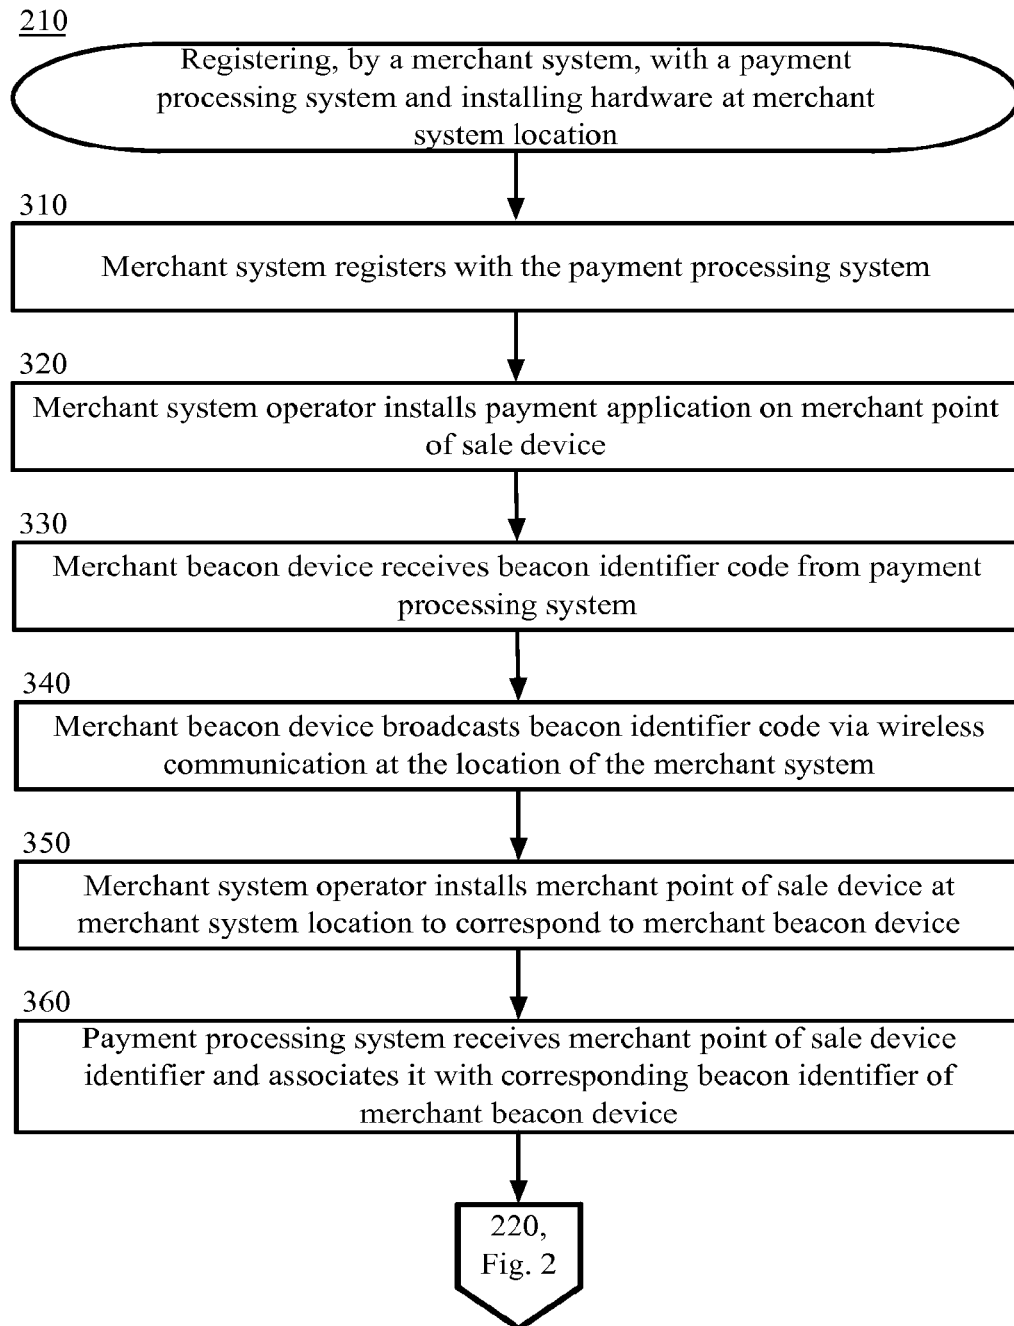 210
Registering, by a merchant system, with a payment
processing system and installing hardware at merchant
system location
310
Merchant system registers with the payment processing system
320
Merchant system operator installs payment application on merchant point
of sale device
330
Merchant beacon device receives beacon identifier code from payment
processing system
340
Merchant beacon device broadcasts beacon identifier code via wireless
communication at the location of the merchant system
350
Merchant system operator installs merchant point of sale device at
merchant system location to correspond to merchant beacon device
360
Payment processing system receives merchant point of sale device
identifier and associates it with corresponding beacon identifier of
merchant beacon device
220,
Fig. 2